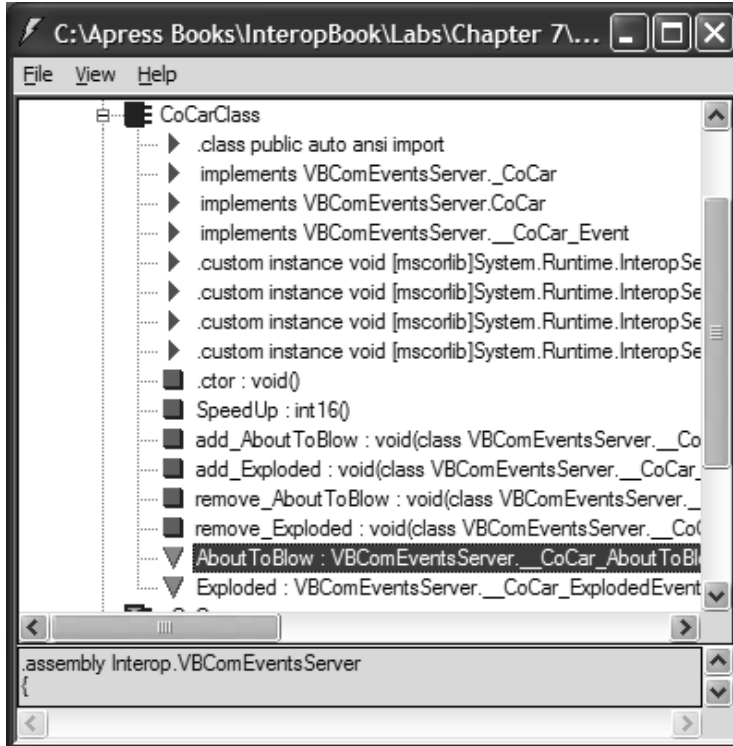 C:\Apress Books\InteropBook\Labs\Chapter 7\...
File View Help
CoCarClass
.class public auto ansi import
implements VBComEventsServer._CoCar
implements VBComEventsServer.CoCar
implements VBComEventsServer.__CoCar_Event
.custom instance void [mscorlib]System.Runtime.InteropSe
.custom instance void [mscorlib]System.Runtime.InteropSe
.custom instance void [mscorlib]System.Runtime.InteropSe
.custom instance void [mscorlib]System.Runtime.InteropSe
.ctor : void()
SpeedUp : int16()
add_AboutToBlow : void(class VBComEventsServer.__Co
add_Exploded : void(class VBComEventsServer.__CoCar_
remove_AboutToBlow : void(class VBComEventsServer._
remove_Exploded : void(class VBComEventsServer.__CoC
AboutToBlow : VBComEventsServer.__CoCar_AboutToBl
Exploded : VBComEventsServer.__CoCar_ExplodedEvent
.assembly Interop.VBComEventsServer
{